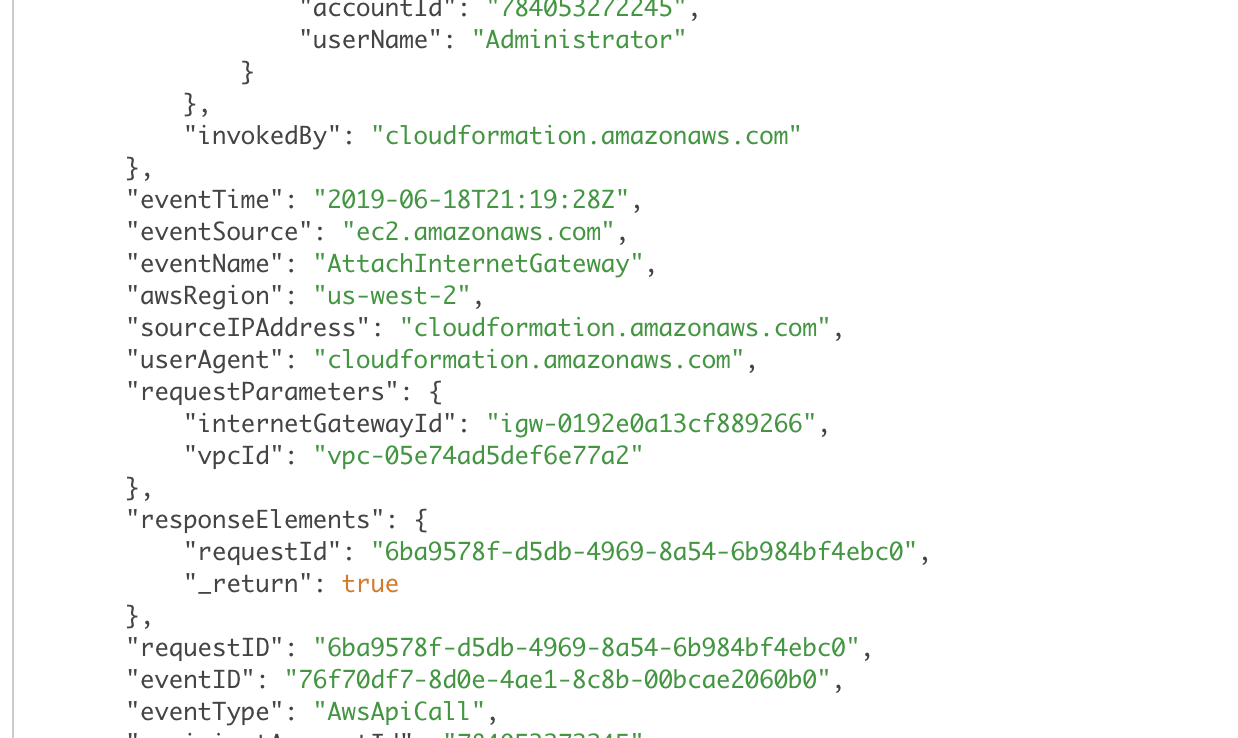 "accountId": "784053272245",
"userName": "Administrator"
}
},
"invokedBy": "cloudformation.amazonaws.com"
},
"eventTime": "2019-06-18T21:19:28Z",
"eventSource": "ec2.amazonaws.com",
"eventName": "AttachInternetGateway",
"awsRegion": "us-west-2",
"sourceIPAddress": "cloudformation.amazonaws.com",
"userAgent": "cloudformation.amazonaws.com",
"requestParameters": {
"internetGatewayId": "igw-0192e0a13cf889266",
"vpcId": "vpc-05e74ad5def6e77a2"
},
"responseElements": {
"requestId": "6ba9578f-d5db-4969-8a54-6b984bf4ebc0",
"_return": true
},
"requestID": "6ba9578f-d5db-4969-8a54-6b984bf4ebc0",
"eventID": "76f70df7-8d0e-4ae1-8c8b-00bcae2060b0",
"eventType": "AwsApiCall",